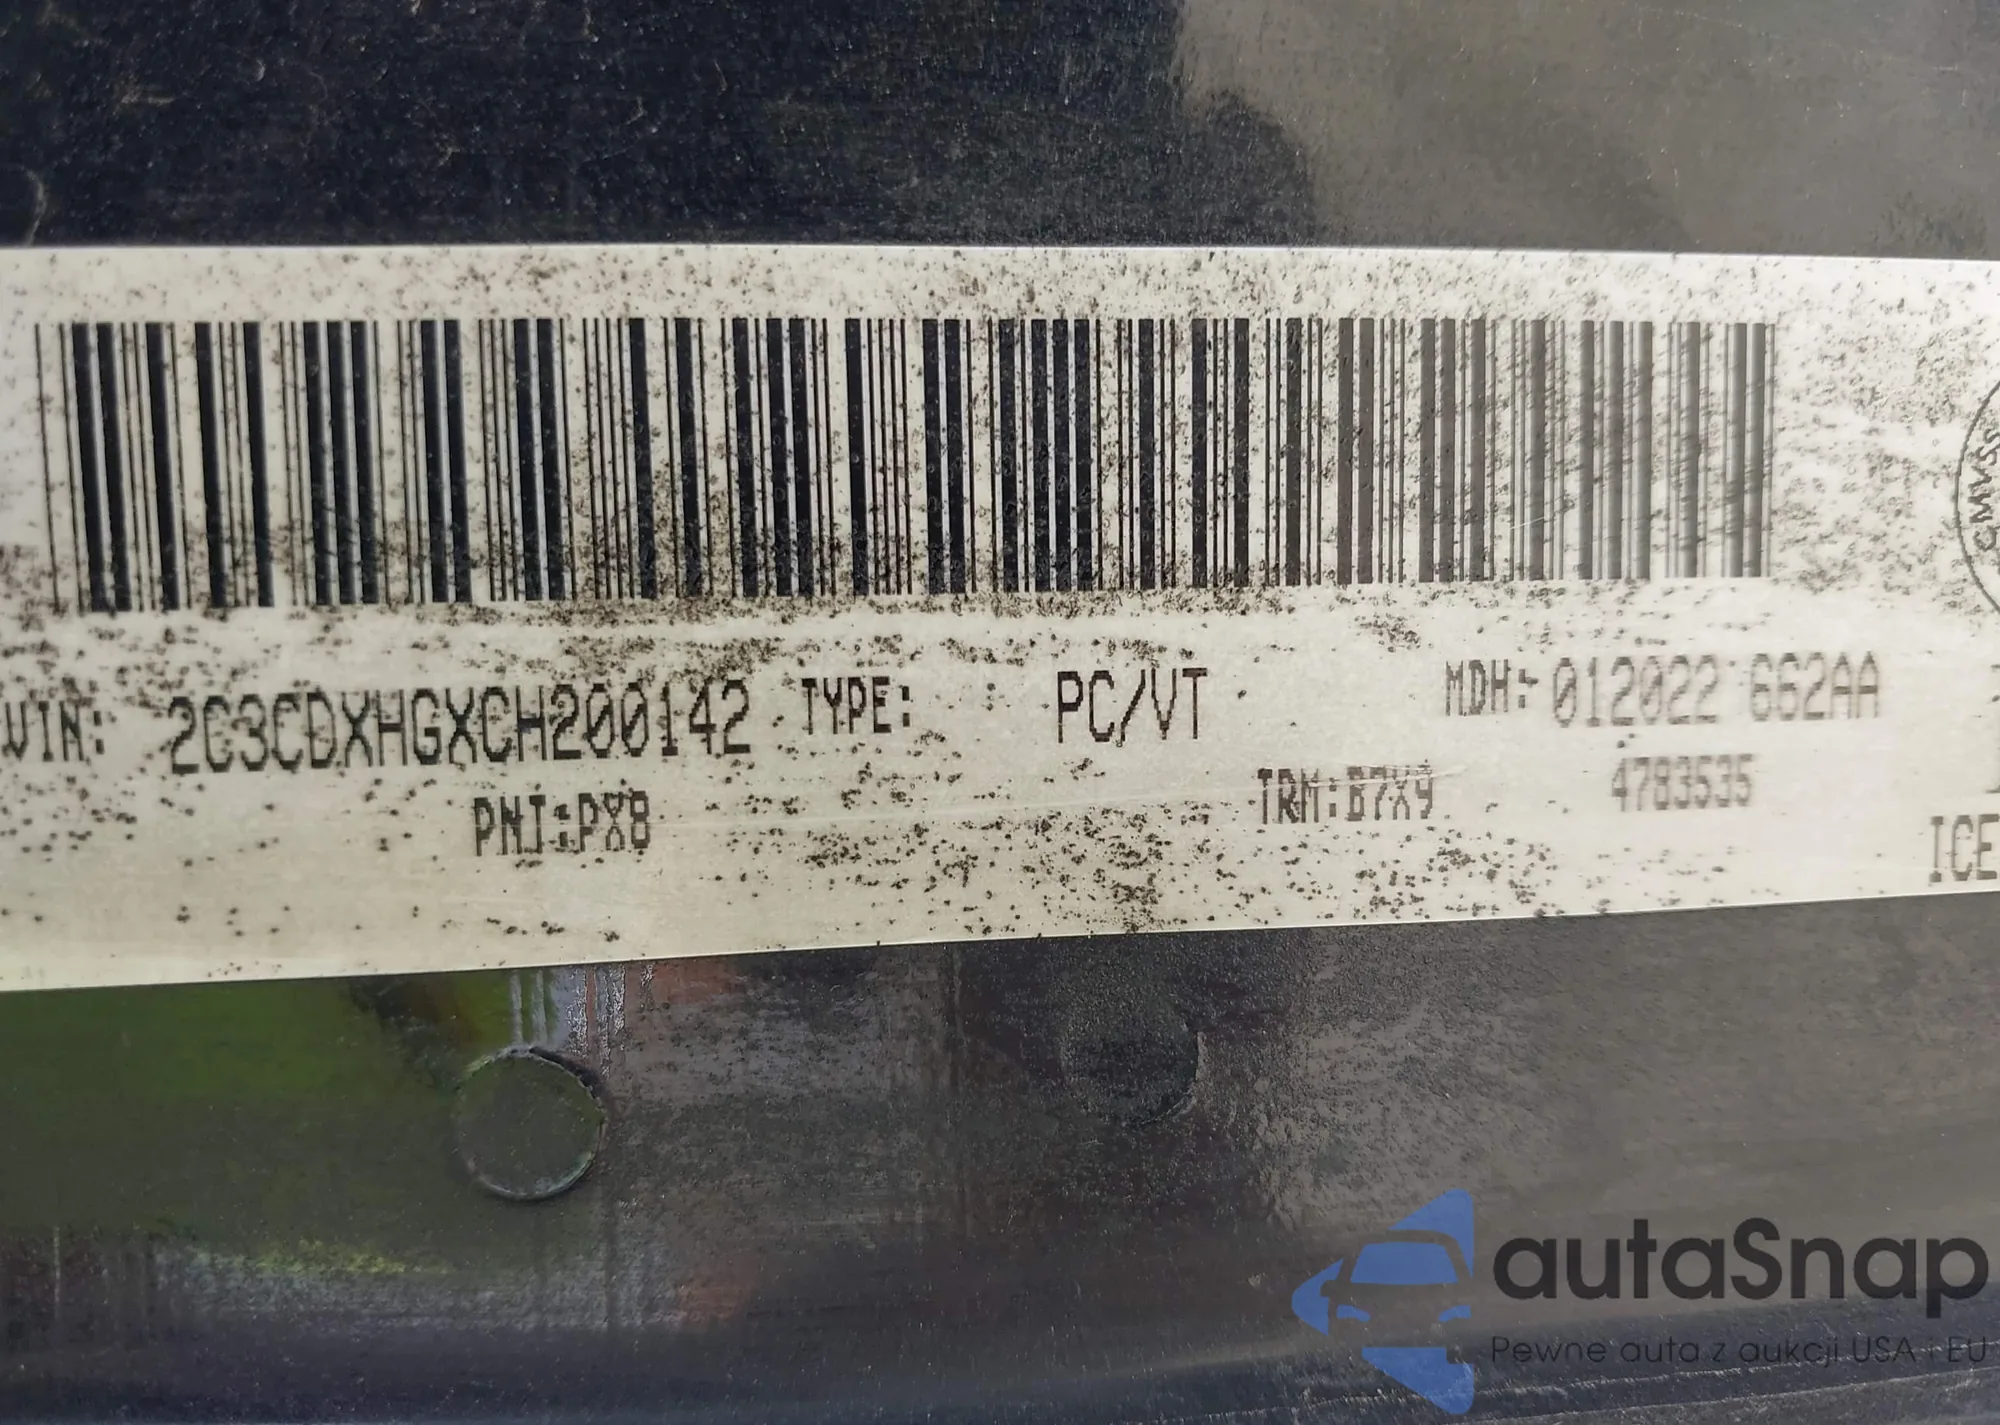 VIN: 2C3CDXHGXCH200142 TYPE: PC/VT MDH: 012022 662AA
PNT:PX8 TRM:B7X9 4783535
ICE
CMVSS
autaSnap
Pewne auta z aukcji USA i EU